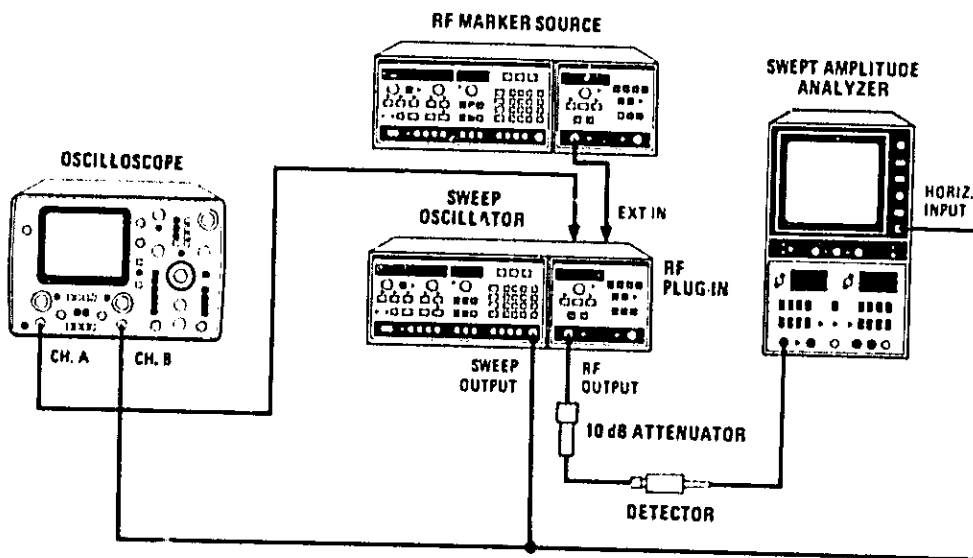 RF MARKER SOURCE
SWEPT AMPLITUDE
ANALYZER
OSCILLOSCOPE
SWEEP
OSCILLATOR
EXT IN
HORIZ.
INPUT
RF
PLUG-IN
CH. A
CH. B
SWEEP
OUTPUT
RF
OUTPUT
10 dB ATTENUATOR
DETECTOR